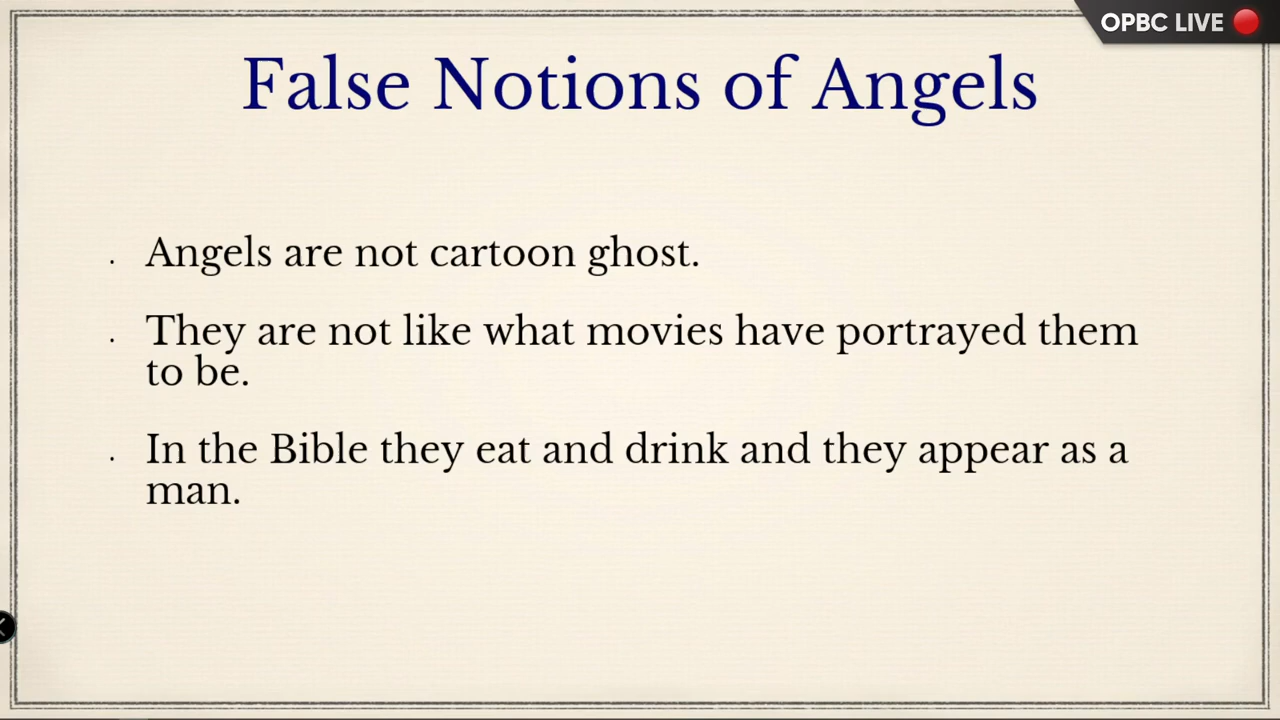 OPBC LIVE
False Notions of Angels
· Angels are not cartoon ghost.
· They are not like what movies have portrayed them
to be.
· In the Bible they eat and drink and they appear as a
man.